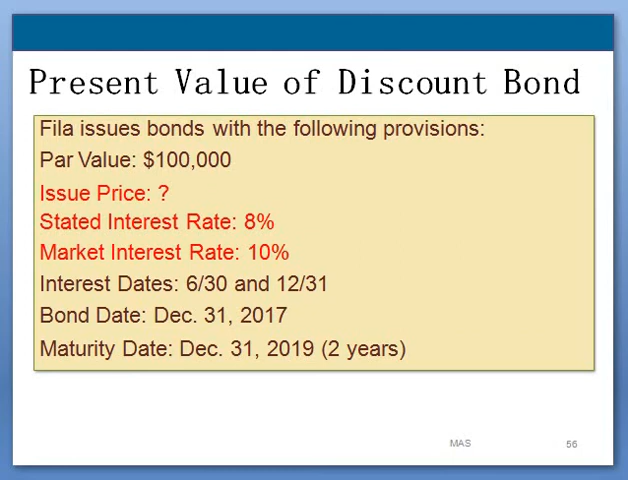 Present Value of Discount Bond
Fila issues bonds with the following provisions:
Par Value: $100,000
Issue Price: ?
Stated Interest Rate: 8%
Market Interest Rate: 10%
Interest Dates: 6/30 and 12/31
Bond Date: Dec. 31, 2017
Maturity Date: Dec. 31, 2019 (2 years)
MAS 56